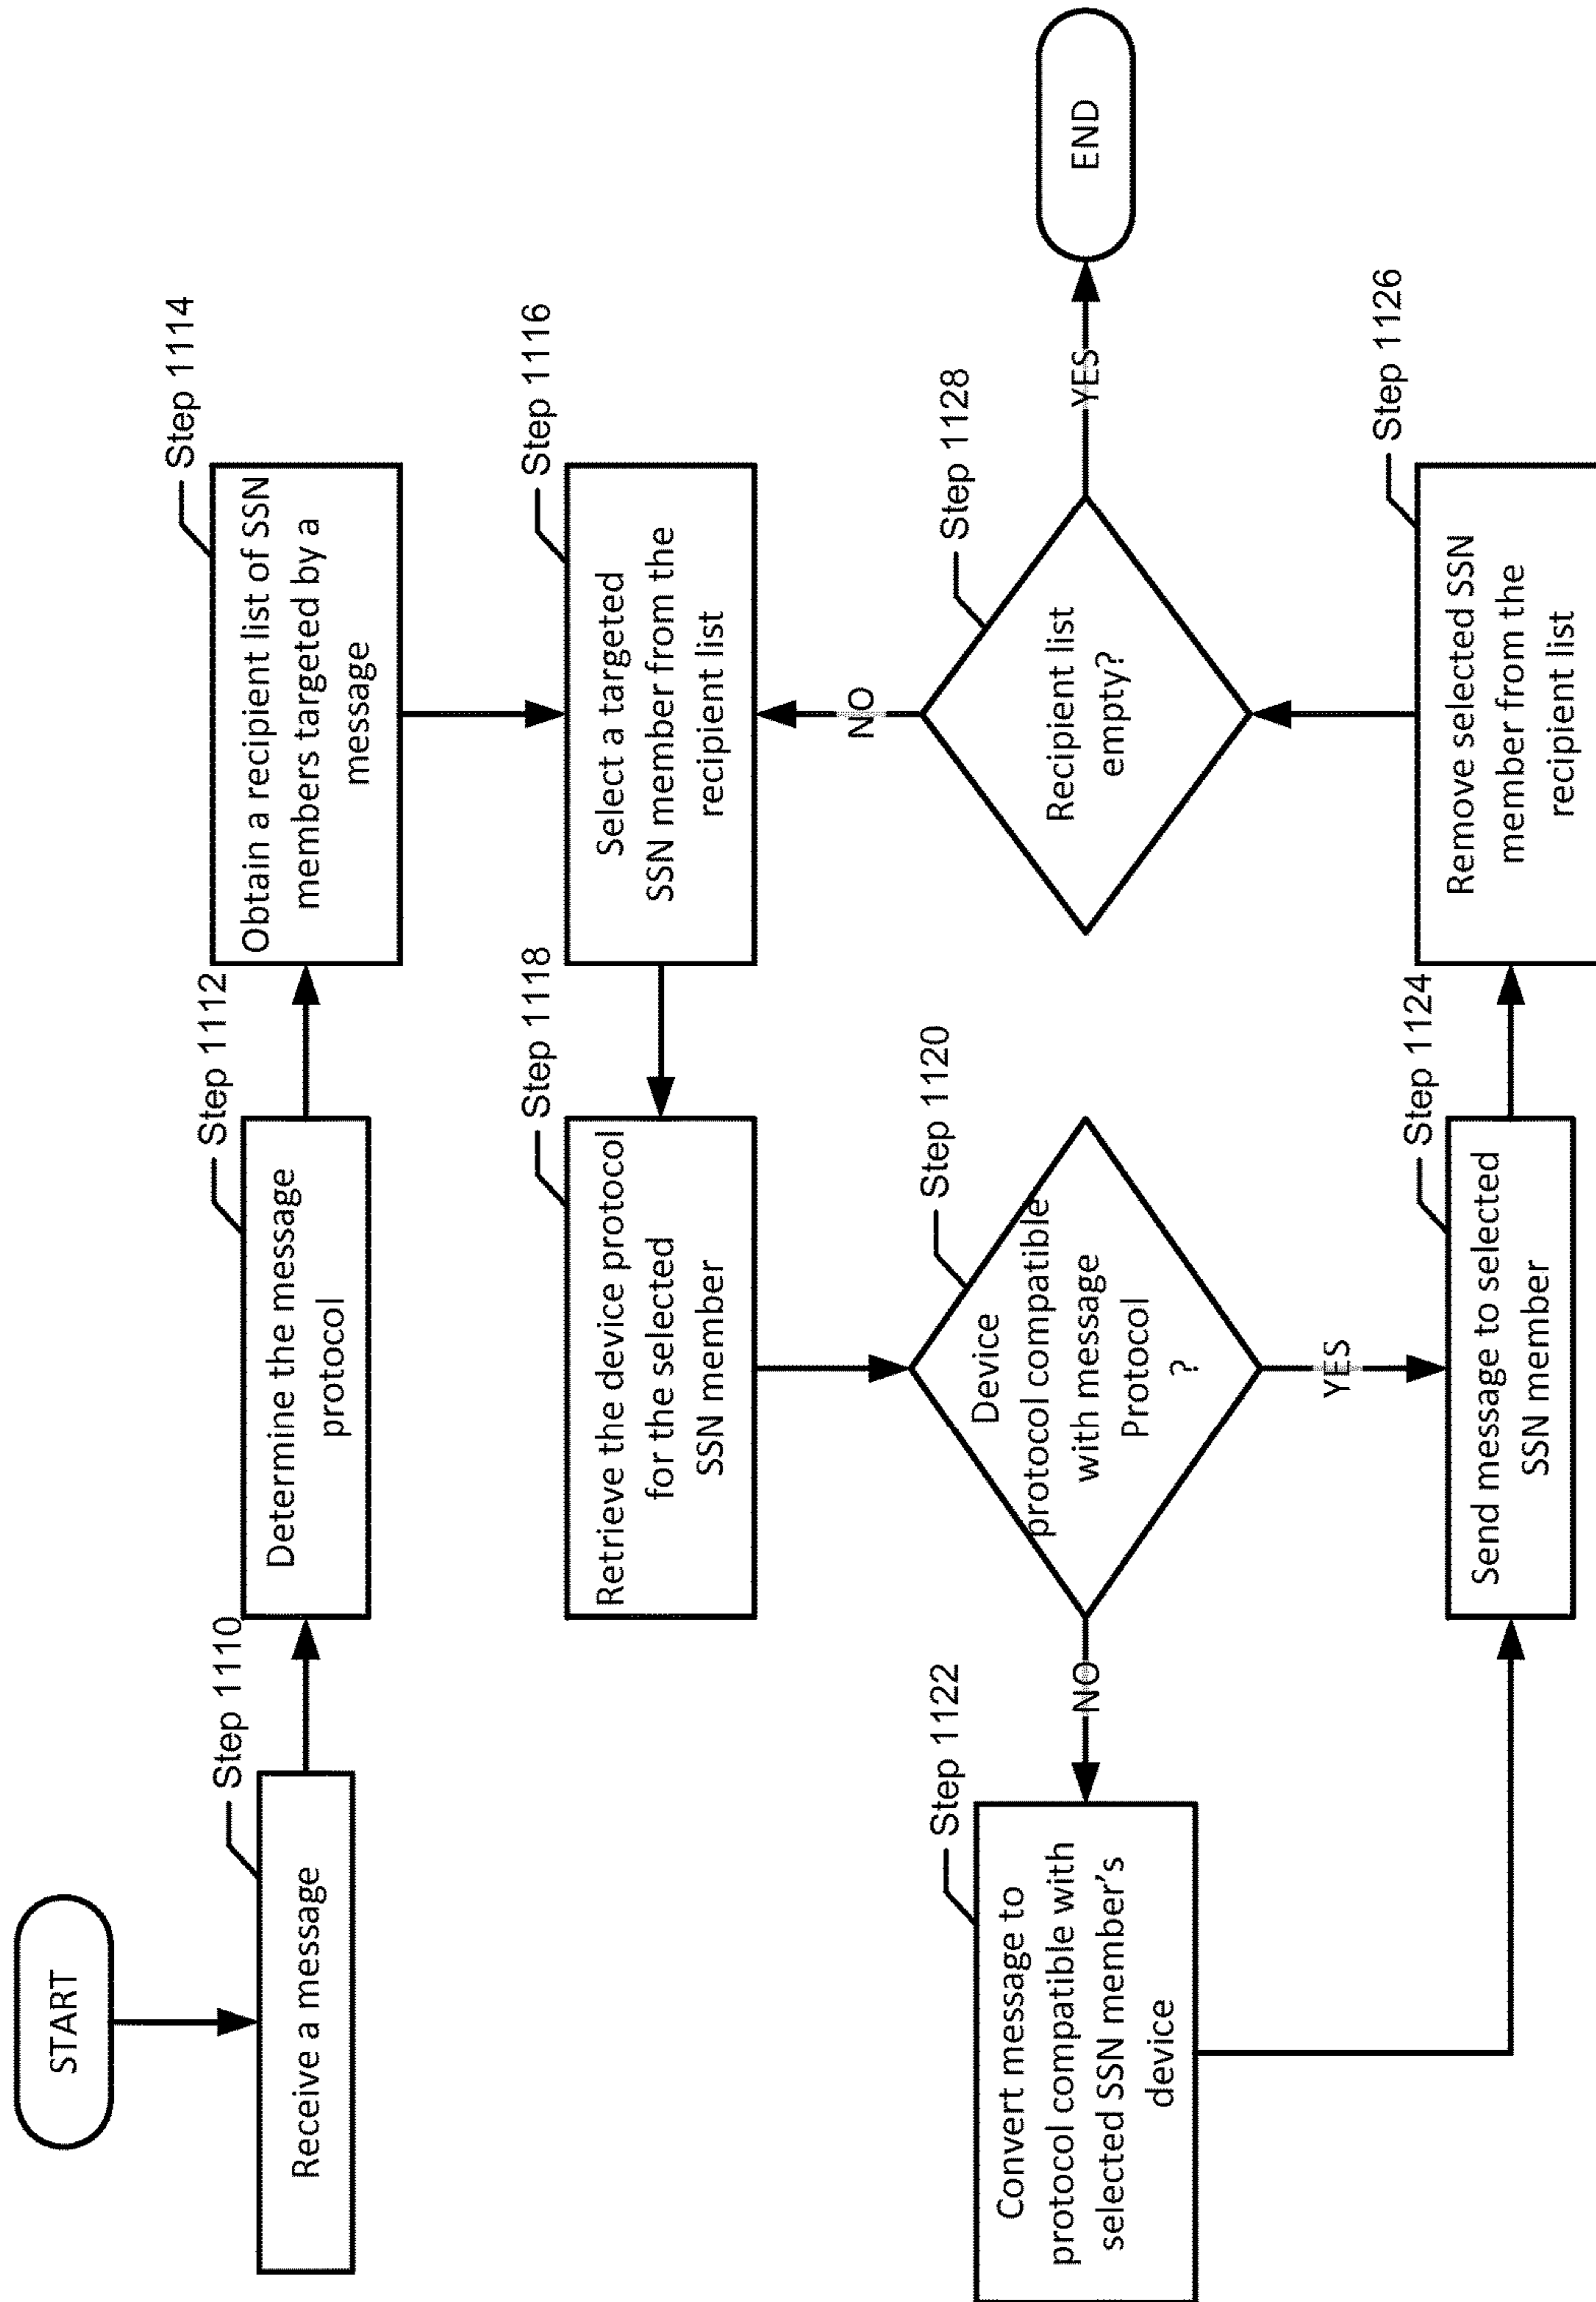 START
Step 1110
Receive a message
Step 1112
Determine the message
protocol
Step 1114
Obtain a recipient list of SSN
members targeted by a
message
Step 1116
Select a targeted
SSN member from the
recipient list
Step 1118
Retrieve the device protocol
for the selected
SSN member
Step 1120
Device
protocol compatible
with message
Protocol
?
NO
YES
Step 1122
Convert message to
protocol compatible with
selected SSN member's
device
Step 1124
Send message to selected
SSN member
Step 1126
Remove selected SSN
member from the
recipient list
Step 1128
Recipient list
empty?
NO
YES
END